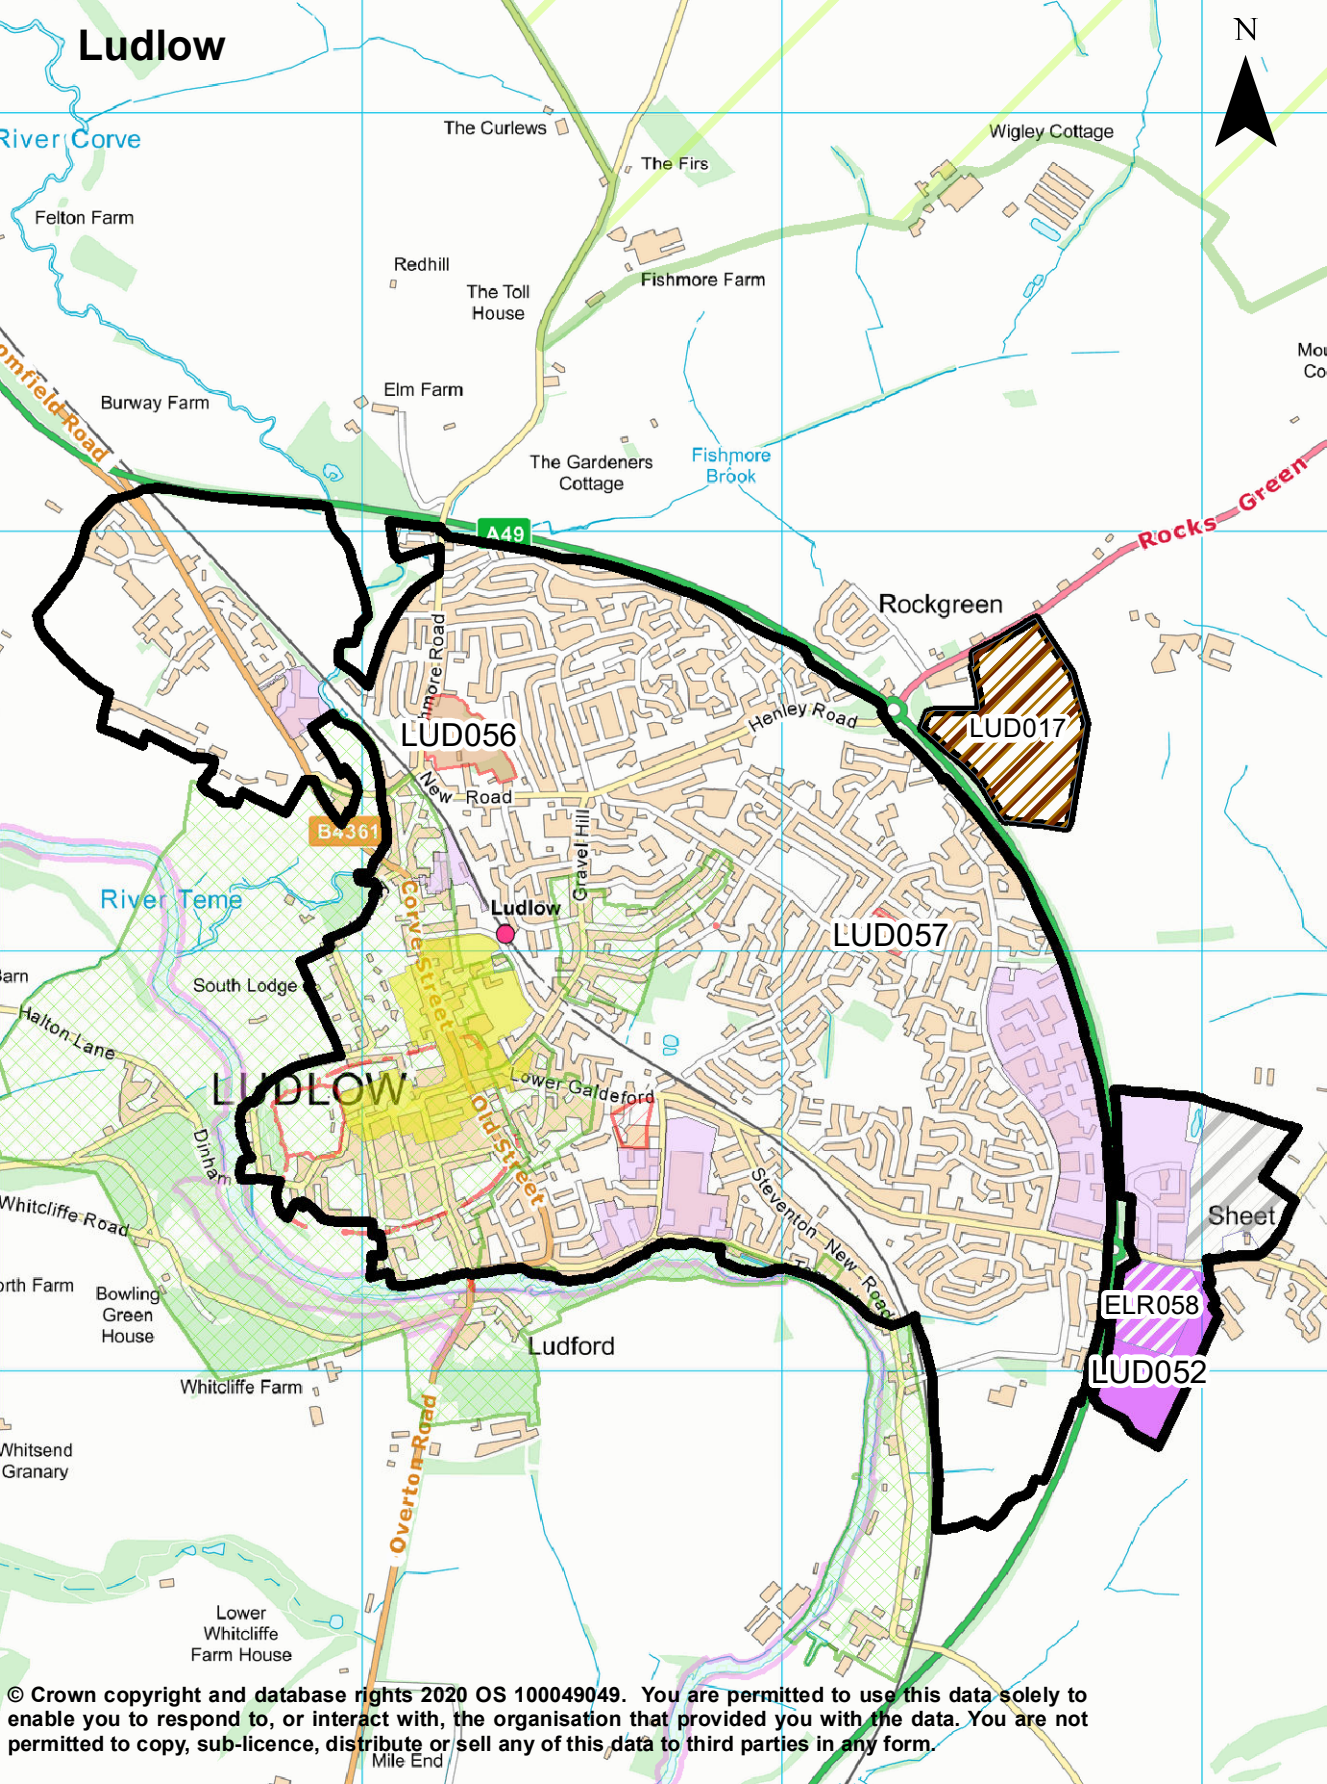 Ludlow
N
The Curlews
Wigley Cottage
River Corve
The Firs
Felton Farm
Redhill
Fishmore Farm
The Toll
House
Elm Farm
Burway Farm
The Gardeners
Cottage
Fishmore
Brook
Rocks Green
A49
Rockgreen
LUD017
LUD056
Henley Road
New Road
B4361
Gravel Hill
River Teme
Corve Street
Ludlow
LUD057
South Lodge
Halton Lane
LUDLOW
Lower Galdeford
Old Street
Dinham
Steventon New Road
Whitcliffe Road
Sheet
Bowling
Green
House
ELR058
Ludford
LUD052
Whitcliffe Farm
Overton Road
Whitsend
Granary
Lower
Whitcliffe
Farm House
© Crown copyright and database rights 2020 OS 100049049. You are permitted to use this data solely to
enable you to respond to, or interact with, the organisation that provided you with the data. You are not
permitted to copy, sub-licence, distribute or sell any of this data to third parties in any form.
Mile End